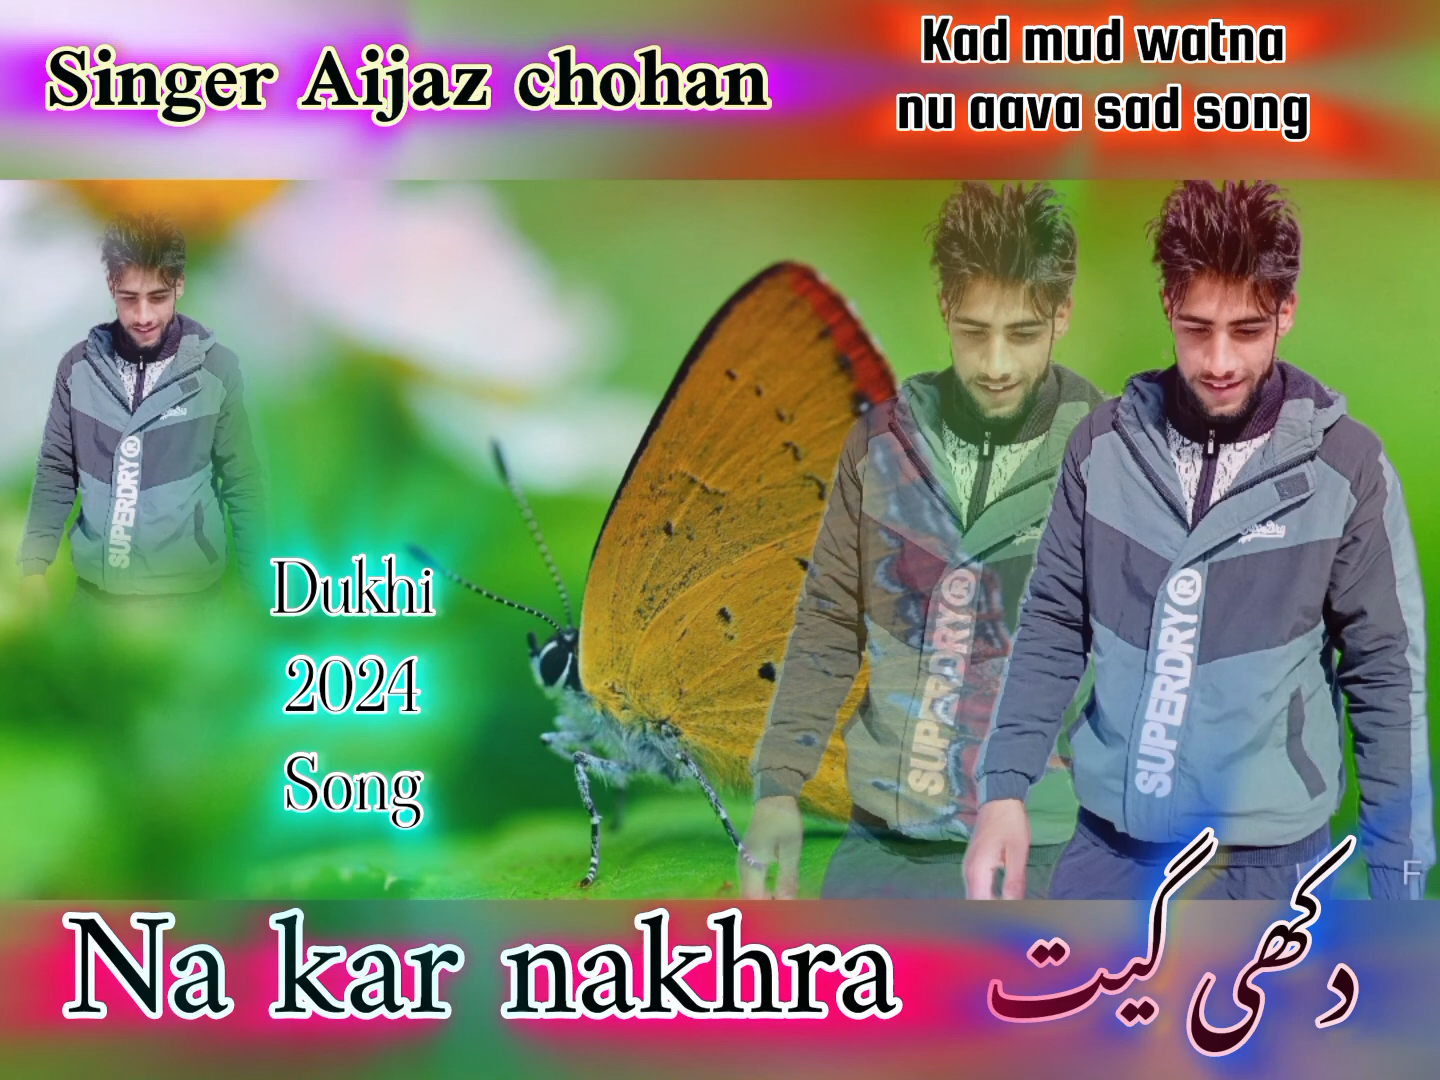 Singer Aijaz chohan
Kad mud watna
nu aava sad song
Dukhi
2024
Song
SUPERDRY®
SUPERDRY®
SUPERDRY®
F
Na kar nakhra
دکھی گیت